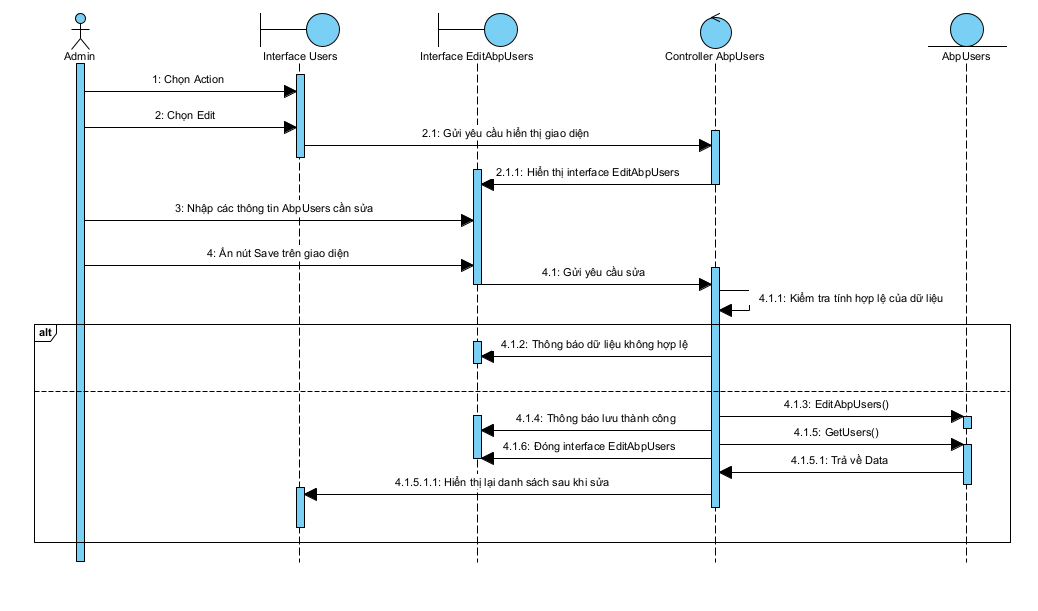 Admin
Interface Users
Interface EditAbpUsers
Controller AbpUsers
AbpUsers
1: Chọn Action
2: Chọn Edit
2.1: Gửi yêu cầu hiển thị giao diện
2.1.1: Hiển thị interface EditAbpUsers
3: Nhập các thông tin AbpUsers cần sửa
4: Ấn nút Save trên giao diện
4.1: Gửi yêu cầu sửa
4.1.1: Kiểm tra tính hợp lệ của dữ liệu
alt
4.1.2: Thông báo dữ liệu không hợp lệ
4.1.3: EditAbpUsers()
4.1.4: Thông báo lưu thành công
4.1.5: GetUsers()
4.1.6: Đóng interface EditAbpUsers
4.1.5.1: Trả về Data
4.1.5.1.1: Hiển thị lại danh sách sau khi sửa